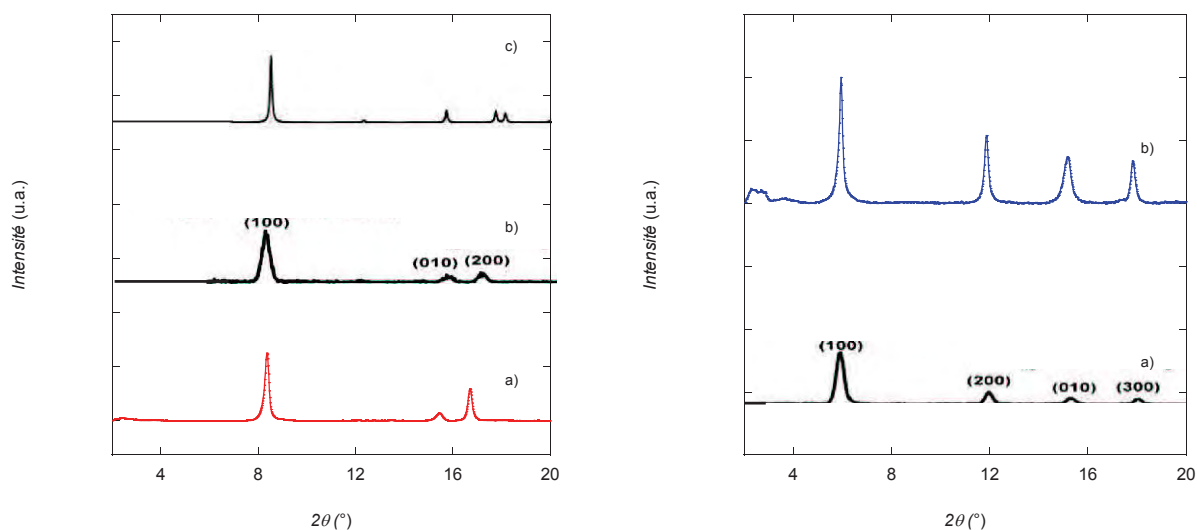 c)
b)
(100)
(010) (200)
a)
Intensité (u.a.)
4 8 12 16 20
2θ (°)
b)
a)
(100)
(200) (010) (300)
Intensité (u.a.)
4 8 12 16 20
2θ (°)